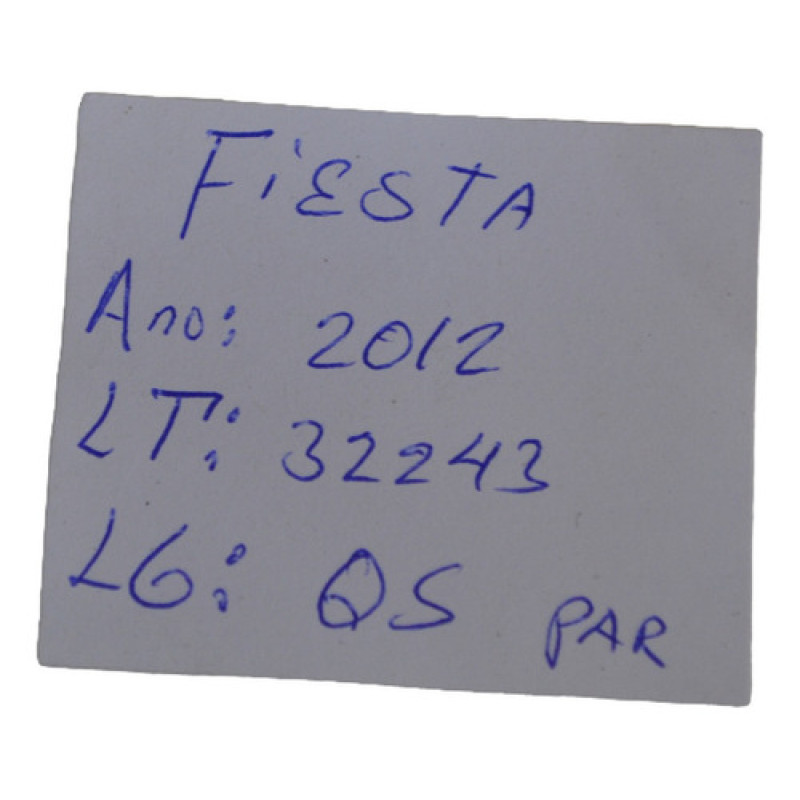 FiESTA
Ano: 2012
LT: 32243
LG: QS PAR